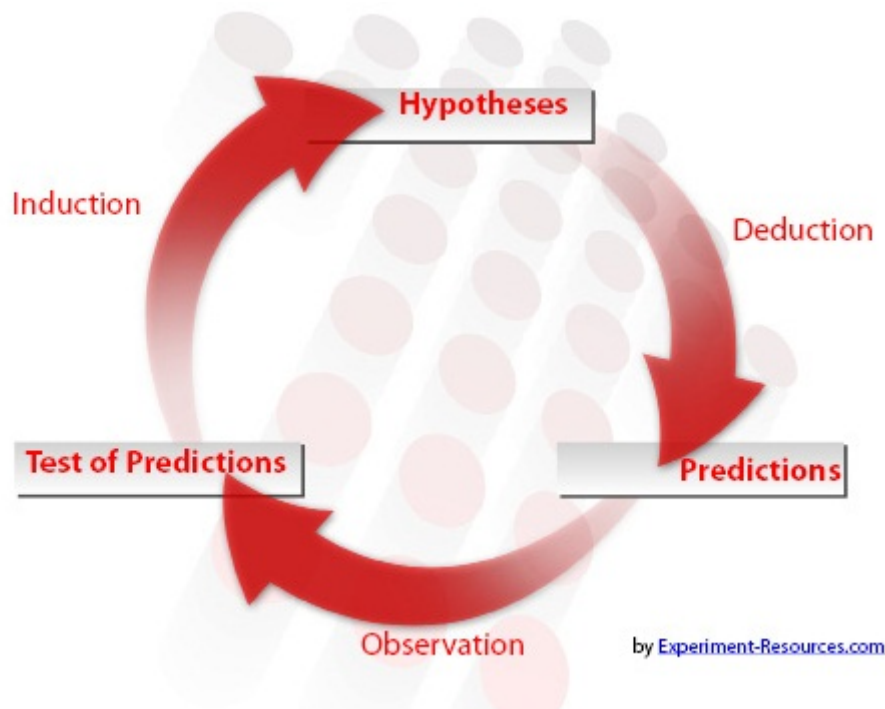 Hypotheses
Induction
Deduction
Test of Predictions
Predictions
Observation
by Experiment-Resources.com